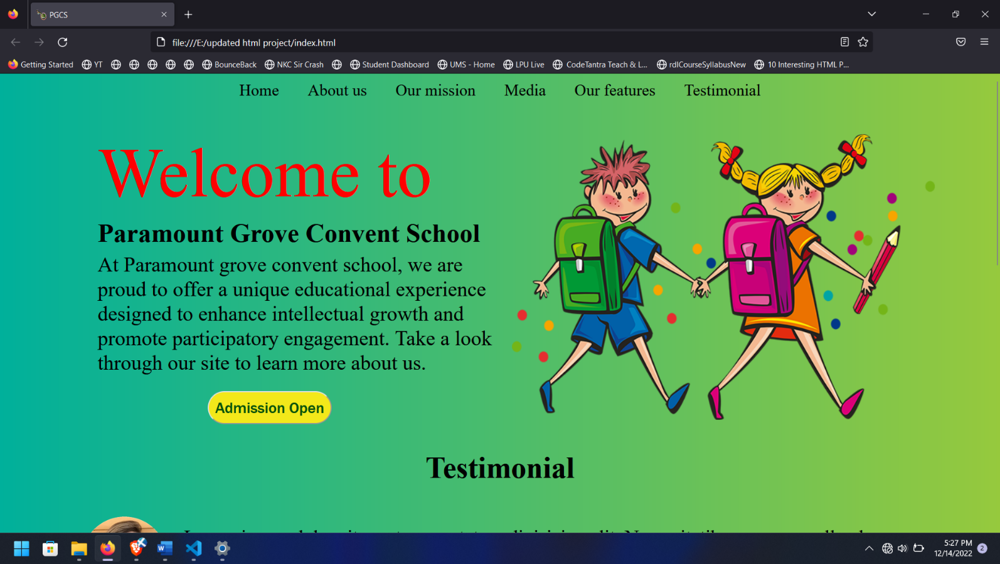 PGCS
file:///E:/updated html project/index.html
Getting Started YT BounceBack NKC Sir Crash Student Dashboard UMS - Home LPU Live CodeTantra Teach & L... rdlCourseSyllabusNew 10 Interesting HTML P...
Home About us Our mission Media Our features Testimonial
Welcome to
Paramount Grove Convent School
At Paramount grove convent school, we are
proud to offer a unique educational experience
designed to enhance intellectual growth and
promote participatory engagement. Take a look
through our site to learn more about us.
Admission Open
Testimonial
W
5:27 PM
12/14/2022
2